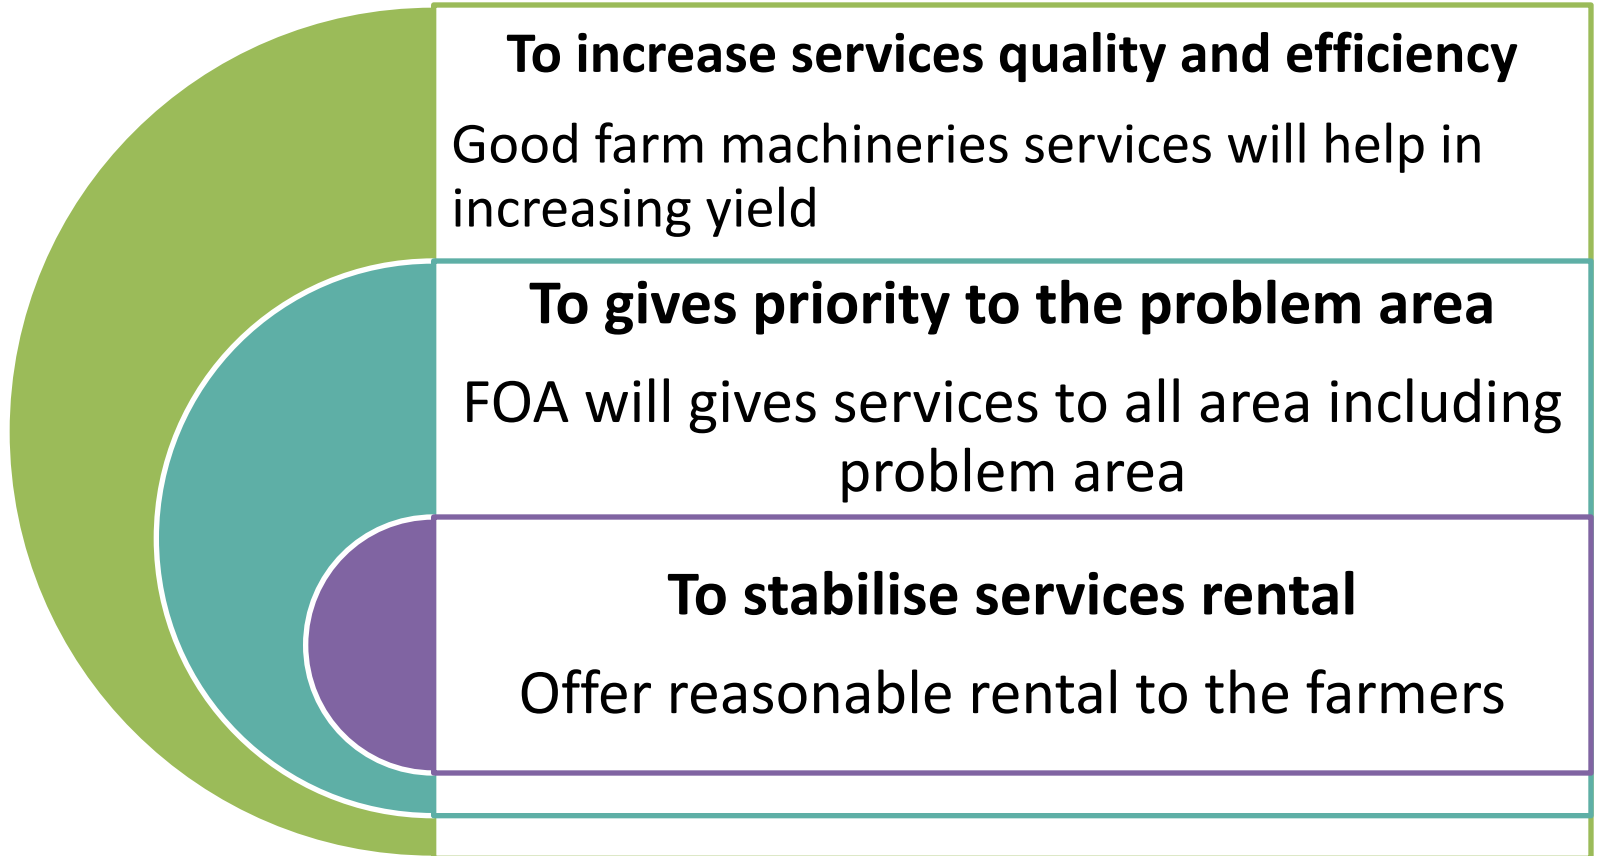 To increase services quality and efficiency
Good farm machineries services will help in
increasing yield
To gives priority to the problem area
FOA will gives services to all area including
problem area
To stabilise services rental
Offer reasonable rental to the farmers